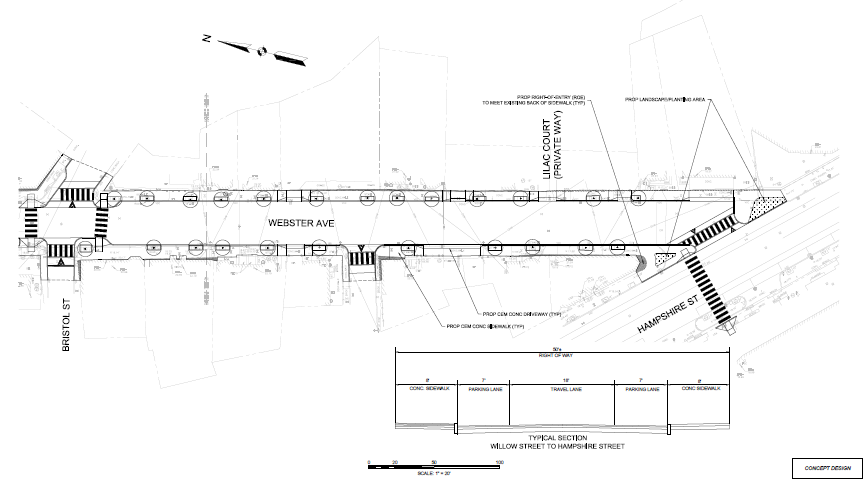 N
PROP RIGHT-OF-ENTRY (ROE)
TO MEET EXISTING BACK OF SIDEWALK (TYP)
PROP LANDSCAPE/PLANTING AREA
LILAC COURT
(PRIVATE WAY)
WEBSTER AVE
BRISTOL ST
HAMPSHIRE ST
PROP CEM CONC DRIVEWAY (TYP)
PROP CEM CONC SIDEWALK (TYP)
50'±
RIGHT OF WAY
8' 7' 7'
CONC. SIDEWALK PARKING LANE TRAVEL LANE PARKING LANE CONC SIDEWALK
TYPICAL SECTION
WILLOW STREET TO HAMPSHIRE STREET
0 20 50 100
SCALE: 1" = 20'
CONCEPT DESIGN